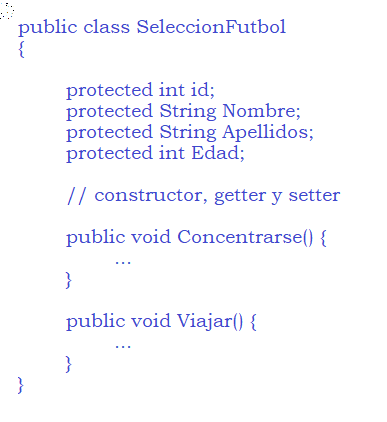 public class SeleccionFutbol
{
protected int id;
protected String Nombre;
protected String Apellidos;
protected int Edad;
// constructor, getter y setter
public void Concentrarse() {
...
}
public void Viajar() {
...
}
}